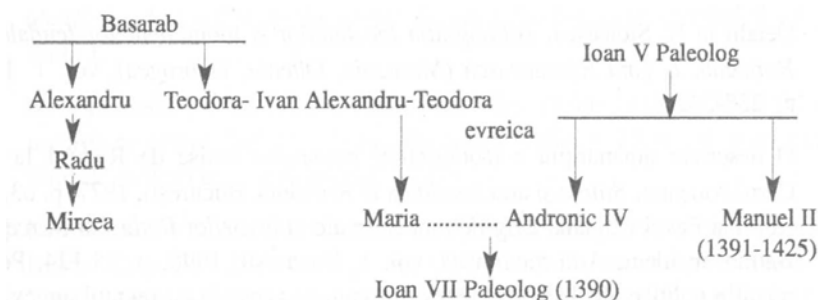 Basarab
Ioan V Paleolog
Alexandru Teodora- Ivan Alexandru-Teodora
evreica
Radu
Mircea Maria .............. Andronic IV Manuel II
(1391-1425)
Ioan VII Paleolog (1390)